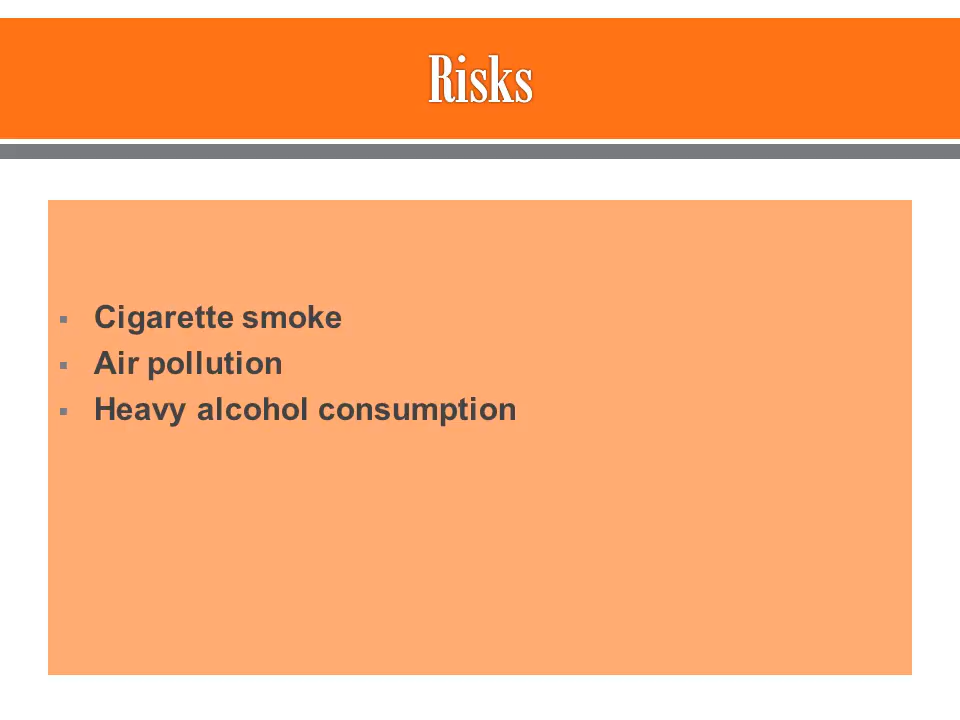 Risks
▪ Cigarette smoke
▪ Air pollution
▪ Heavy alcohol consumption